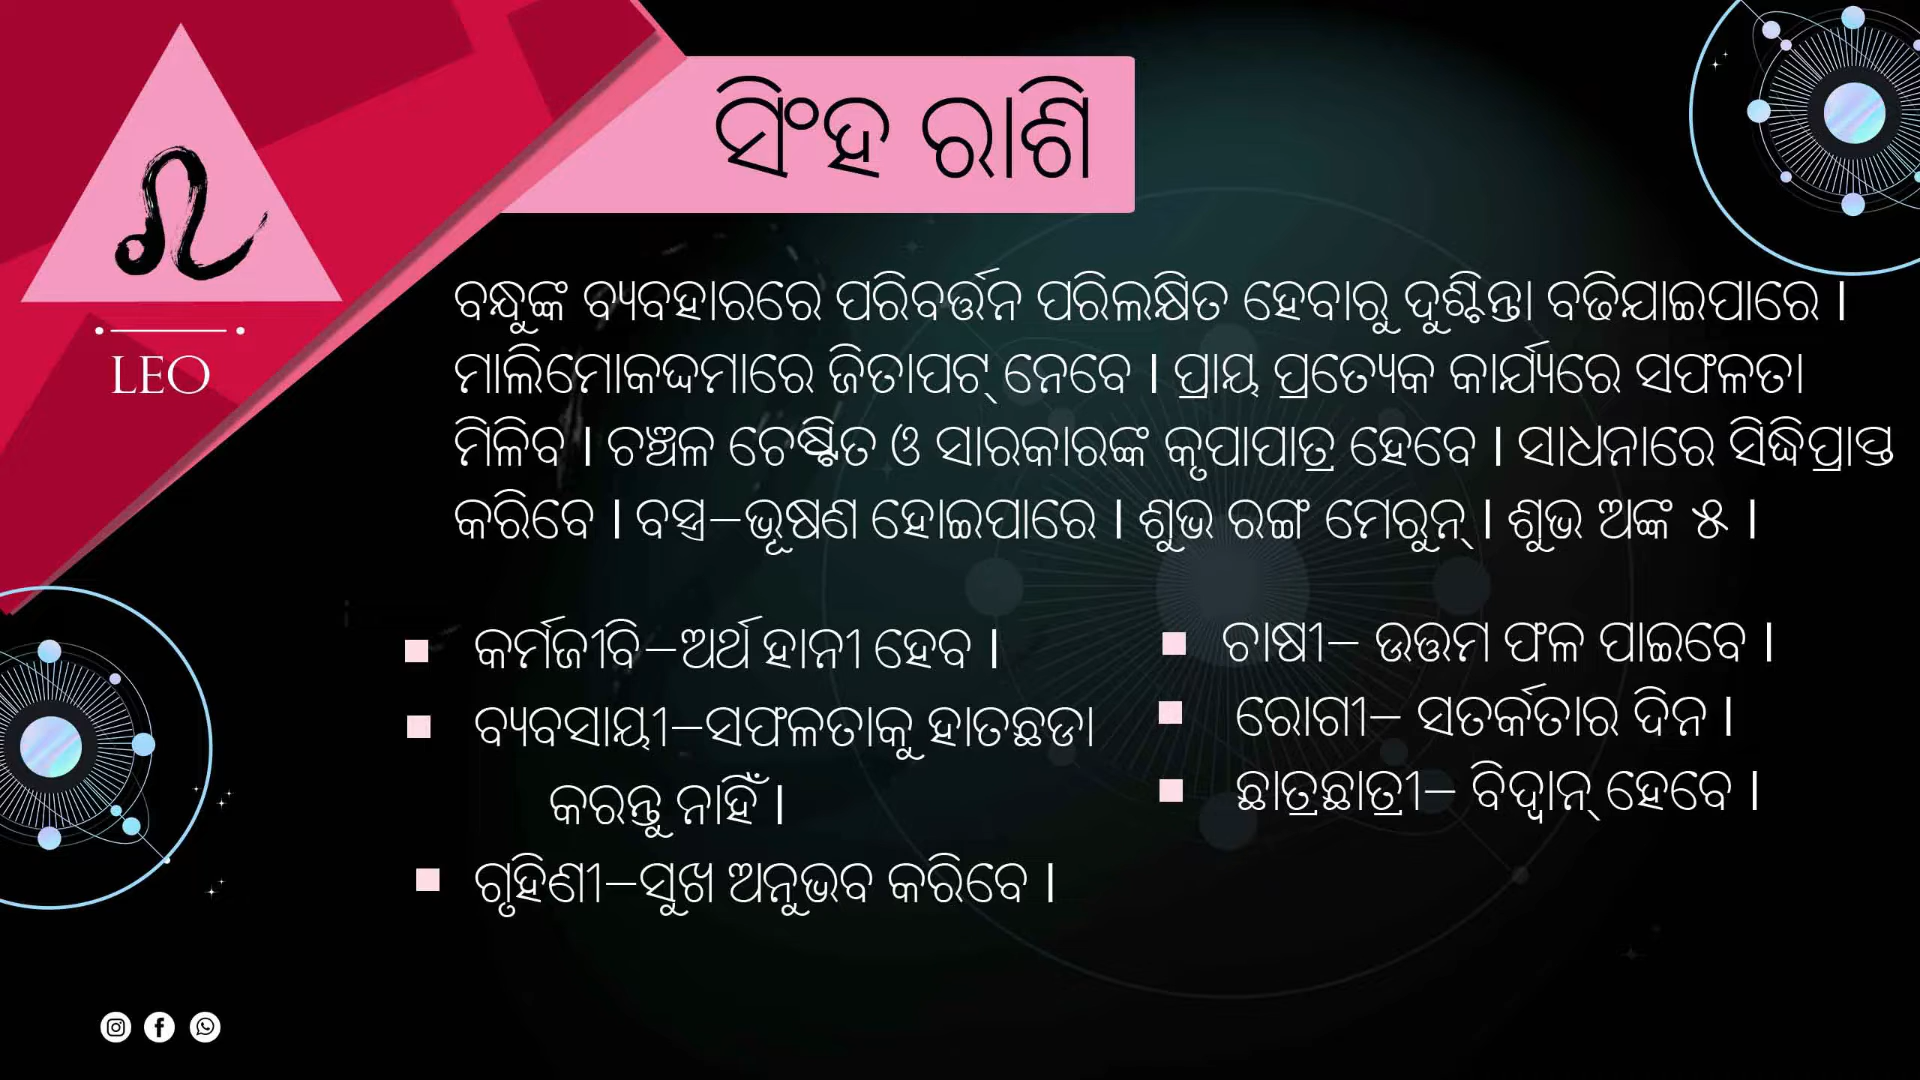 ସିଂହ ରାଶି
LEO
ବନ୍ଧୁଙ୍କ ବ୍ୟବହାରରେ ପରିବର୍ତ୍ତନ ପରିଲକ୍ଷିତ ହେବାରୁ ଦୁଶ୍ଚିନ୍ତା ବଢିଯାଇପାରେ ।
ମାଲିମୋକଦ୍ଦମାରେ ଜିତାପଟ୍ ନେବେ । ପ୍ରାୟ ପ୍ରତ୍ୟେକ କାର୍ଯ୍ୟରେ ସଫଳତା
ମିଳିବ । ଚଞ୍ଚଳ ଚେଷ୍ଟିତ ଓ ସାରକାରଙ୍କ କୃପାପାତ୍ର ହେବେ । ସାଧନାରେ ସିଦ୍ଧିପ୍ରାପ୍ତ
କରିବେ । ବସ୍ତ୍ର–ଭୂଷଣ ହୋଇପାରେ । ଶୁଭ ରଙ୍ଗ ମେରୁନ୍ । ଶୁଭ ଅଙ୍କ ୫ ।
କର୍ମଜୀବି–ଅର୍ଥ ହାନୀ ହେବ ।
ବ୍ୟବସାୟୀ–ସଫଳତାକୁ ହାତଛଡା
କରନ୍ତୁ ନାହିଁ ।
ଗୃହିଣୀ–ସୁଖ ଅନୁଭବ କରିବେ ।
ଚାଷୀ– ଉତ୍ତମ ଫଳ ପାଇବେ ।
ରୋଗୀ– ସତର୍କତାର ଦିନ ।
ଛାତ୍ରଛାତ୍ରୀ– ବିଦ୍ୱାନ୍ ହେବେ ।